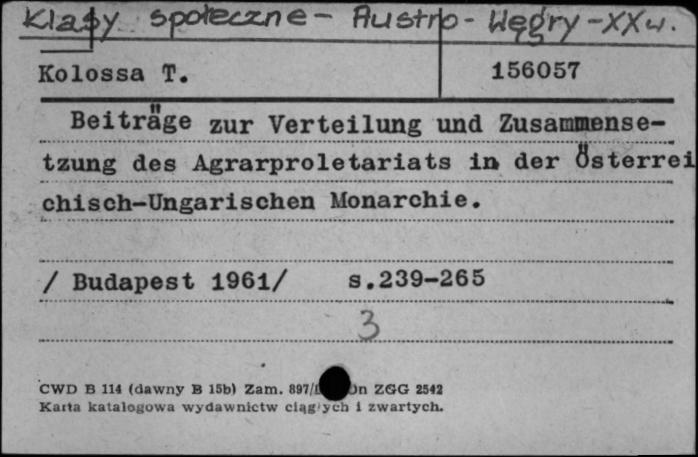 Klasy społeczne - Austro - Węgry - XX w.
Kolossa T. 156057
Beiträge zur Verteilung und Zusammense-
tzung des Agrarproletariats in der Österrei
chisch-Ungarischen Monarchie.
/ Budapest 1961/ s.239-265
3
CWD B 114 (dawny B 15b) Zam. 897/ ZGG 2542
Karta katalogowa wydawnictw ciągłych i zwartych.